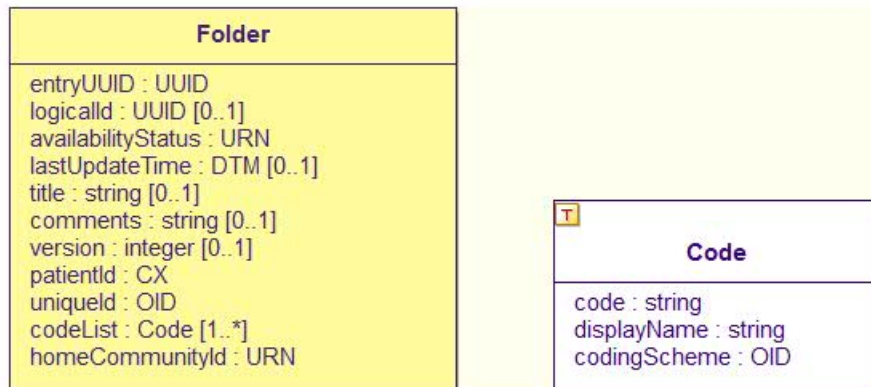 Folder
entryUUID : UUID
logicalId : UUID [0..1]
availabilityStatus : URN
lastUpdateTime : DTM [0..1]
title : string [0..1]
comments : string [0..1]
version : integer [0..1]
patientId : CX
uniqueId : OID
codeList : Code [1..*]
homeCommunityId : URN
T
Code
code : string
displayName : string
codingScheme : OID